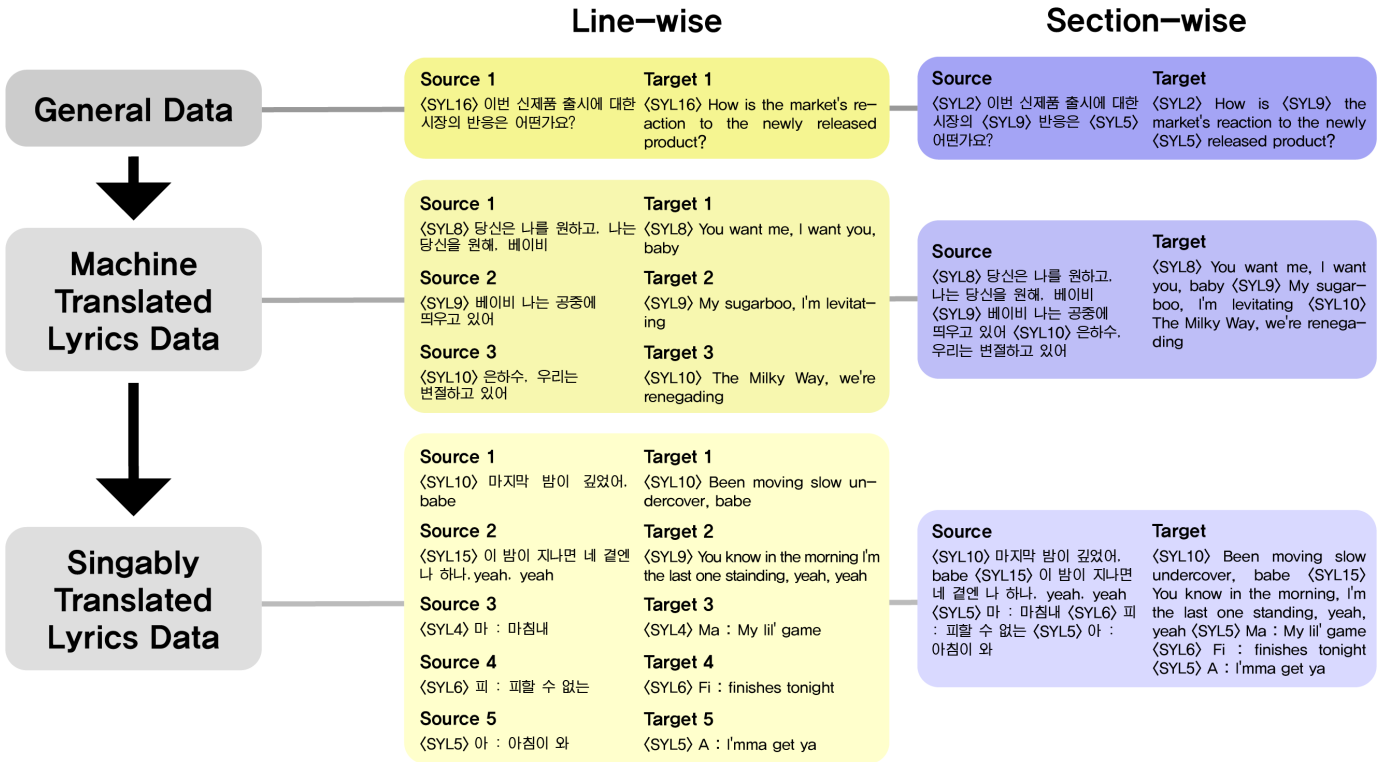 Line–wise
Section–wise
General Data
Source 1
〈SYL16〉 이번 신제품 출시에 대한
시장의 반응은 어떤가요?
Target 1
〈SYL16〉 How is the market's re–
action to the newly released
product?
Source
〈SYL2〉 이번 신제품 출시에 대한
시장의 〈SYL9〉 반응은 〈SYL5〉
어떤가요?
Target
〈SYL2〉 How is 〈SYL9〉 the
market's reaction to the newly
〈SYL5〉 released product?
Machine
Translated
Lyrics Data
Source 1
〈SYL8〉 당신은 나를 원하고. 나는
당신을 원해. 베이비
Target 1
〈SYL8〉 You want me, I want you,
baby
Source 2
〈SYL9〉 베이비 나는 공중에
띄우고 있어
Target 2
〈SYL9〉 My sugarboo, I'm levitat–
ing
Source 3
〈SYL10〉 은하수. 우리는
변절하고 있어
Target 3
〈SYL10〉 The Milky Way, we're
renegading
Source
〈SYL8〉 당신은 나를 원하고.
나는 당신을 원해. 베이비
〈SYL9〉 베이비 나는 공중에
띄우고 있어 〈SYL10〉 은하수.
우리는 변절하고 있어
Target
〈SYL8〉 You want me, I want
you, baby 〈SYL9〉 My sugar–
boo, I'm levitating 〈SYL10〉
The Milky Way, we're renega–
ding
Singably
Translated
Lyrics Data
Source 1
〈SYL10〉 마지막 밤이 깊었어.
babe
Target 1
〈SYL10〉 Been moving slow un–
dercover, babe
Source 2
〈SYL15〉 이 밤이 지나면 네 곁엔
나 하나. yeah. yeah
Target 2
〈SYL9〉 You know in the morning I'm
the last one stainding, yeah, yeah
Source 3
〈SYL4〉 마 : 마침내
Target 3
〈SYL4〉 Ma : My lil' game
Source 4
〈SYL6〉 피 : 피할 수 없는
Target 4
〈SYL6〉 Fi : finishes tonight
Source 5
〈SYL5〉 아 : 아침이 와
Target 5
〈SYL5〉 A : I'mma get ya
Source
〈SYL10〉 마지막 밤이 깊었어.
babe 〈SYL15〉 이 밤이 지나면
네 곁엔 나 하나. yeah. yeah
〈SYL5〉 마 : 마침내 〈SYL6〉 피
: 피할 수 없는 〈SYL5〉 아 :
아침이 와
Target
〈SYL10〉 Been moving slow
undercover, babe 〈SYL15〉
You know in the morning, I'm
the last one standing, yeah,
yeah 〈SYL5〉 Ma : My lil' game
〈SYL6〉 Fi : finishes tonight
〈SYL5〉 A : I'mma get ya